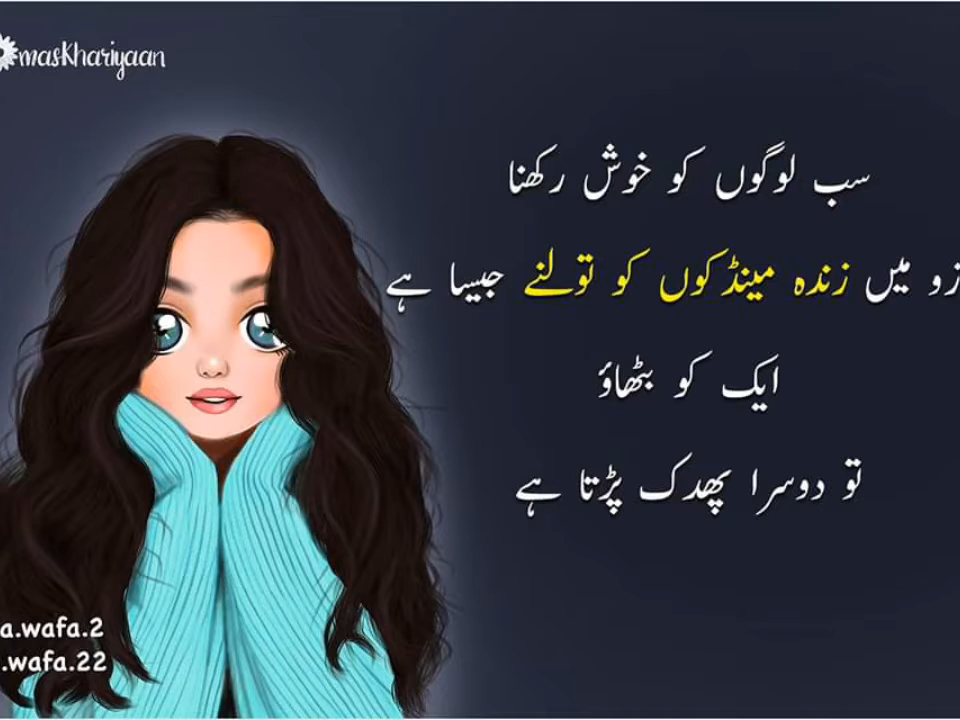 maskhariyaan
سب لوگوں کو خوش رکھنا
زو میں زندہ مینڈکوں کو تولنے جیسا ہے
ایک کو بٹھاؤ
تو دوسرا پھدک پڑتا ہے
a.wafa.2
.wafa.22